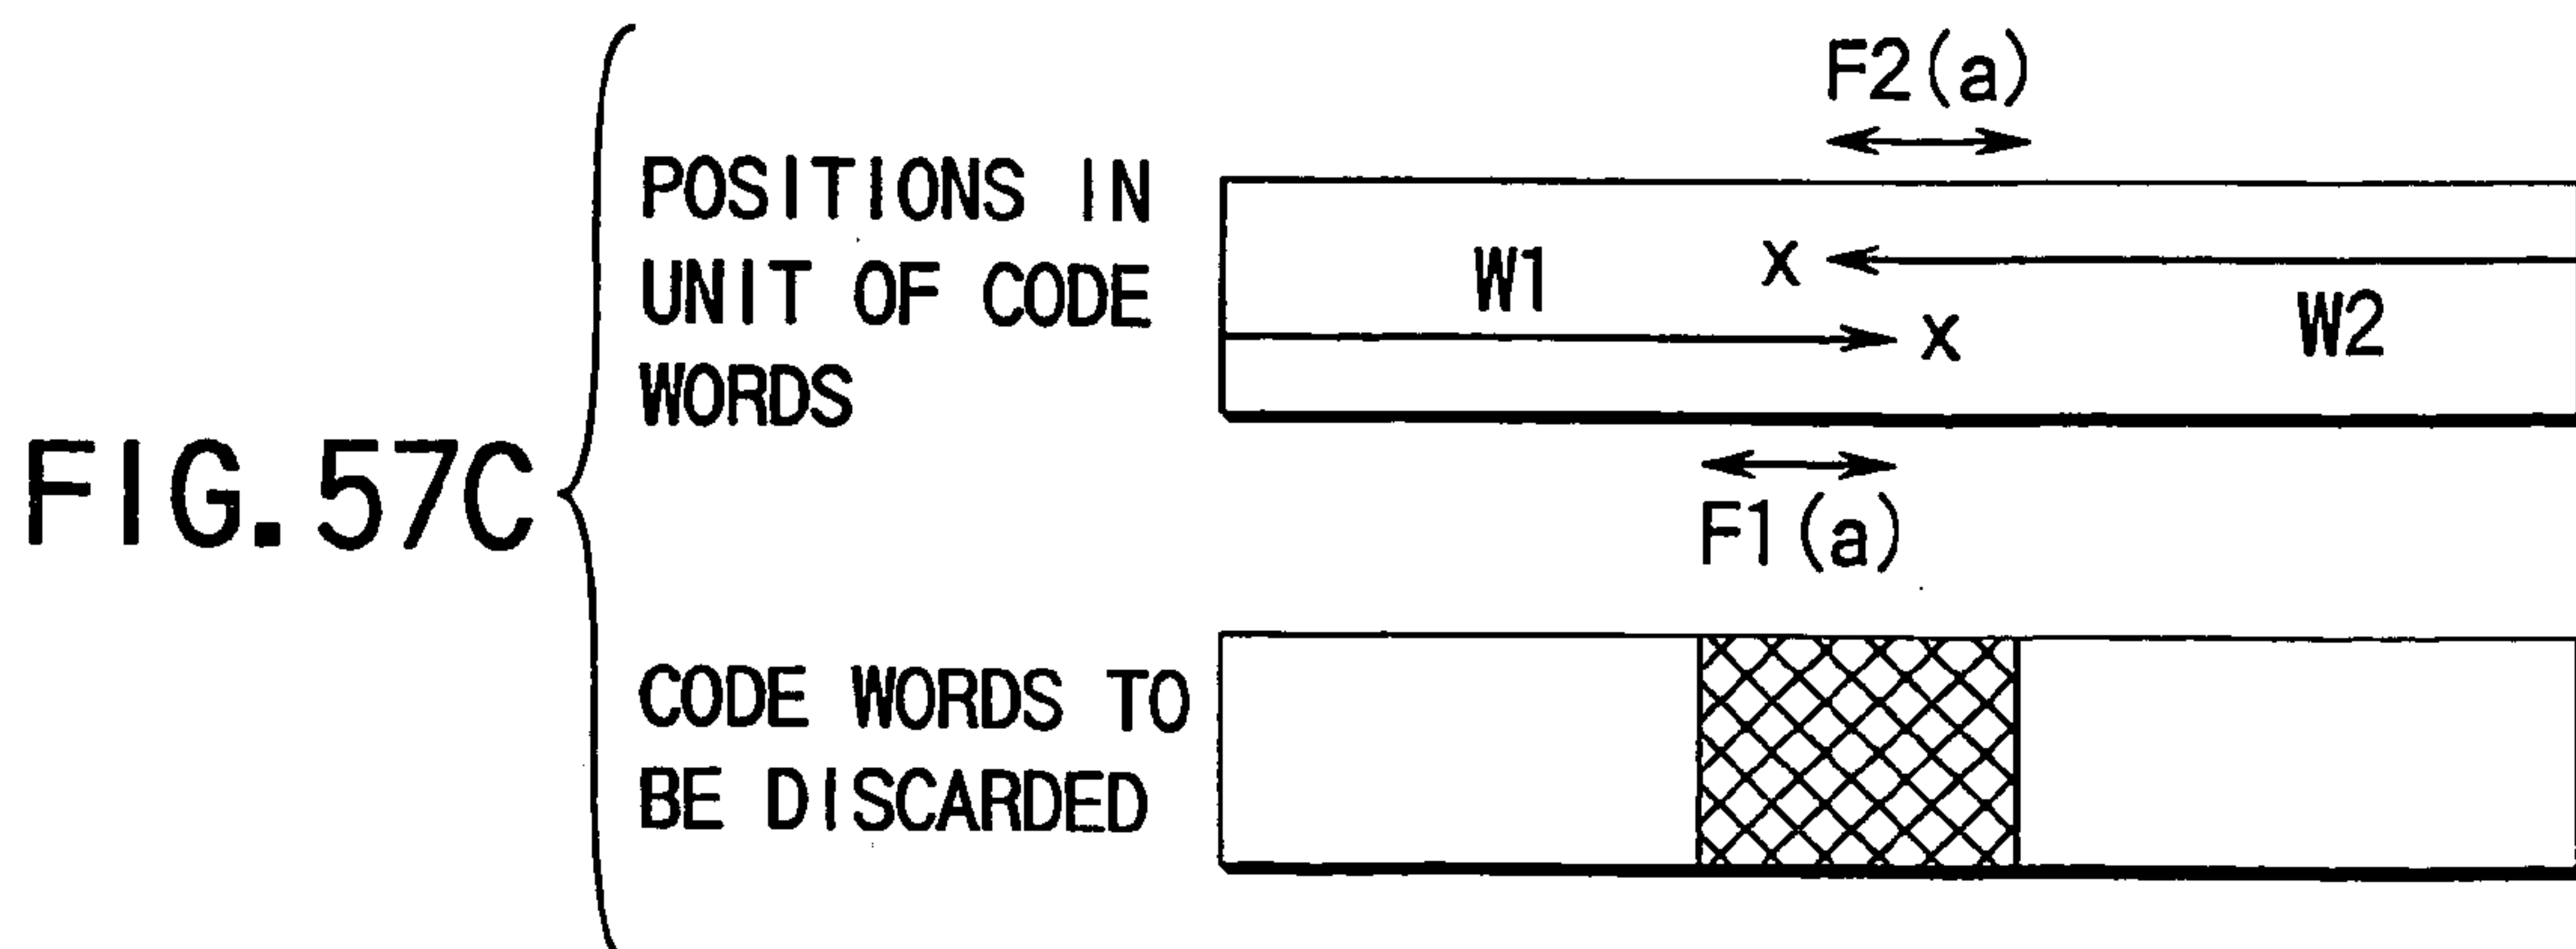 FIG. 57C
POSITIONS IN
UNIT OF CODE
WORDS
F2(a)
W1
X
X
W2
F1(a)
CODE WORDS TO
BE DISCARDED